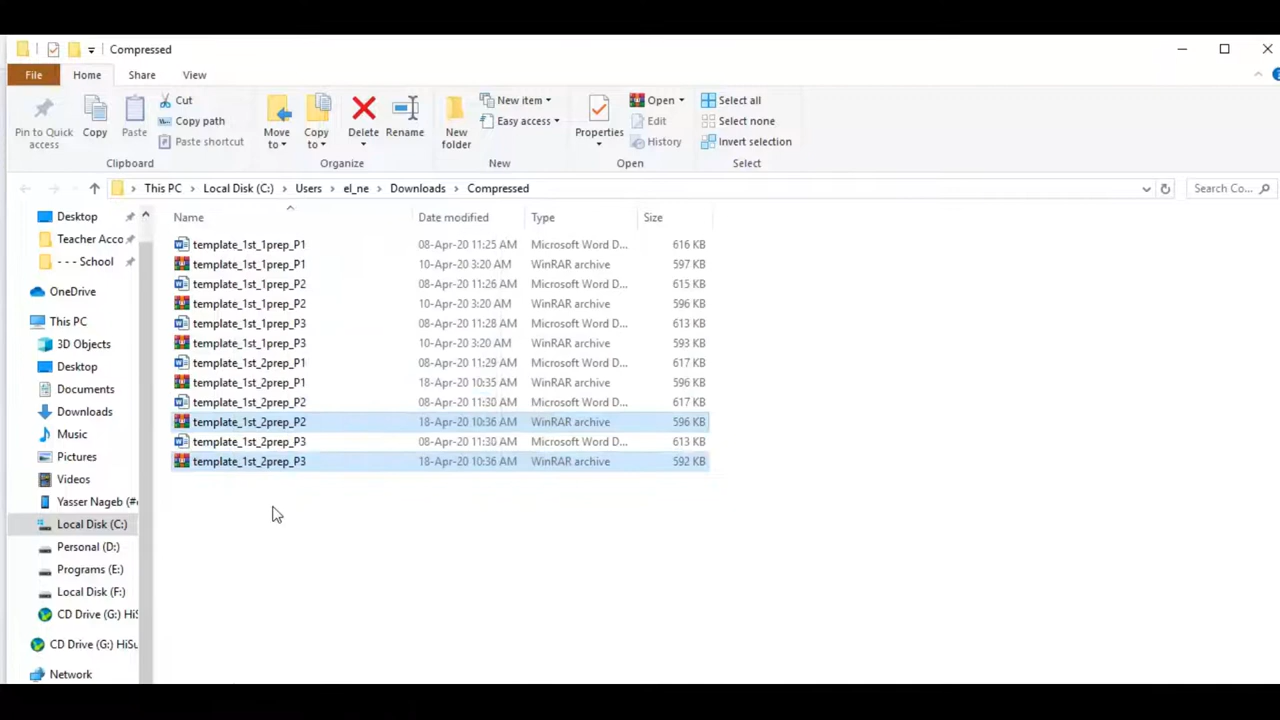 Compressed
File Home Share View
Pin to Quick access
Copy
Paste
Cut
Copy path
Paste shortcut
Clipboard
Move to
Copy to
Delete
Rename
Organize
New folder
New item
Easy access
New
Properties
Open
Edit
History
Open
Select all
Select none
Invert selection
Select
This PC > Local Disk (C:) > Users > el_ne > Downloads > Compressed
Search Co...
Desktop
Teacher Acco
- - - School
OneDrive
This PC
3D Objects
Desktop
Documents
Downloads
Music
Pictures
Videos
Yasser Nageb (#
Local Disk (C:)
Personal (D:)
Programs (E:)
Local Disk (F:)
CD Drive (G:) HiS
CD Drive (G:) HiSu
Network
Name Date modified Type Size
template_1st_1prep_P1 08-Apr-20 11:25 AM Microsoft Word D... 616 KB
template_1st_1prep_P1 10-Apr-20 3:20 AM WinRAR archive 597 KB
template_1st_1prep_P2 08-Apr-20 11:26 AM Microsoft Word D... 615 KB
template_1st_1prep_P2 10-Apr-20 3:20 AM WinRAR archive 596 KB
template_1st_1prep_P3 08-Apr-20 11:28 AM Microsoft Word D... 613 KB
template_1st_1prep_P3 10-Apr-20 3:20 AM WinRAR archive 593 KB
template_1st_2prep_P1 08-Apr-20 11:29 AM Microsoft Word D... 617 KB
template_1st_2prep_P1 18-Apr-20 10:35 AM WinRAR archive 596 KB
template_1st_2prep_P2 08-Apr-20 11:30 AM Microsoft Word D... 617 KB
template_1st_2prep_P2 18-Apr-20 10:36 AM WinRAR archive 596 KB
template_1st_2prep_P3 08-Apr-20 11:30 AM Microsoft Word D... 613 KB
template_1st_2prep_P3 18-Apr-20 10:36 AM WinRAR archive 592 KB